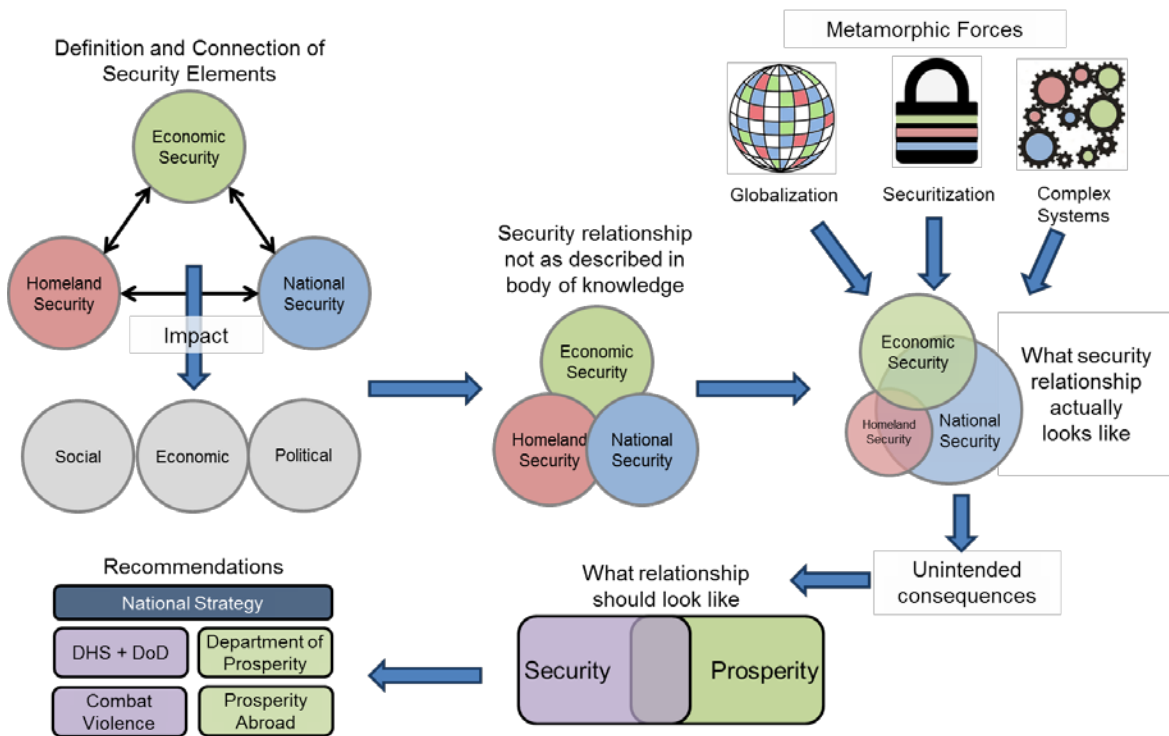 Definition and Connection of
Security Elements
Economic
Security
Homeland
Security
National
Security
Impact
Social
Economic
Political
Security relationship
not as described in
body of knowledge
Economic
Security
Homeland
Security
National
Security
Metamorphic Forces
Globalization
Securitization
Complex
Systems
Economic
Security
Homeland
Security
National
Security
What security
relationship
actually
looks like
Unintended
consequences
What relationship
should look like
Security
Prosperity
Recommendations
National Strategy
DHS + DoD
Department of
Prosperity
Combat
Violence
Prosperity
Abroad